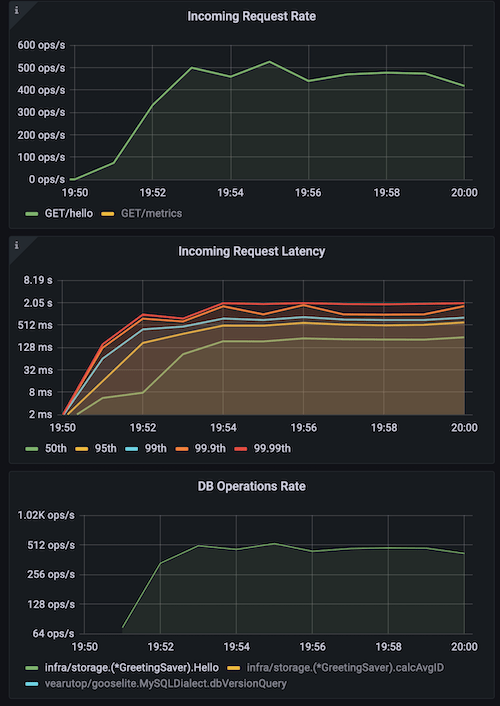 i
Incoming Request Rate
600 ops/s
500 ops/s
400 ops/s
300 ops/s
200 ops/s
100 ops/s
0 ops/s
19:50 19:52 19:54 19:56 19:58 20:00
GET/hello GET/metrics
i
Incoming Request Latency
8.19 s
2.05 s
512 ms
128 ms
32 ms
8 ms
2 ms
19:50 19:52 19:54 19:56 19:58 20:00
50th 95th 99th 99.9th 99.99th
DB Operations Rate
1.02K ops/s
512 ops/s
256 ops/s
128 ops/s
64 ops/s
19:50 19:52 19:54 19:56 19:58 20:00
infra/storage.(*GreetingSaver).Hello infra/storage.(*GreetingSaver).calcAvgID
vearutop/gooselite.MySQLDialect.dbVersionQuery